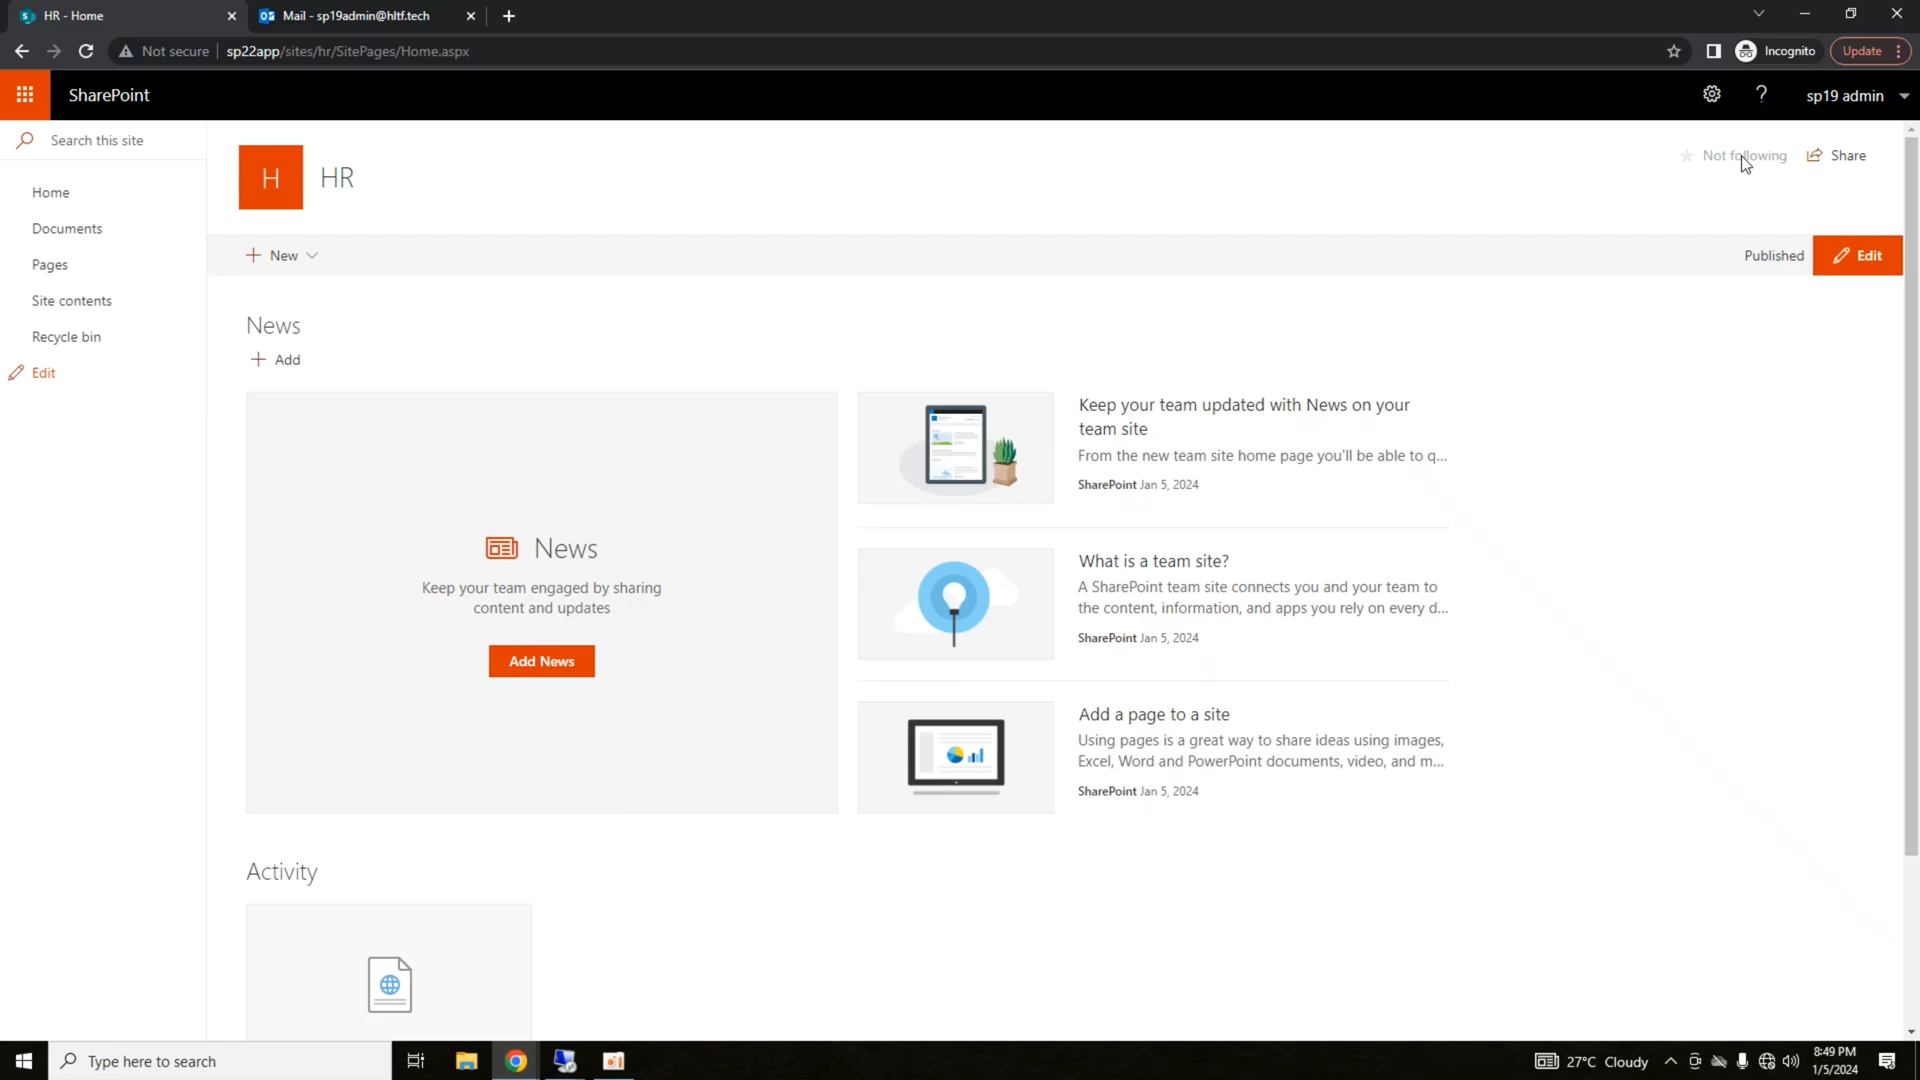 HR - Home
Mail - sp19admin@hltf.tech
Not secure
sp22app/sites/hr/SitePages/Home.aspx
Incognito
Update
SharePoint
sp19 admin
Search this site
Not following
Share
H
HR
Home
Documents
Pages
Site contents
Recycle bin
Edit
New
Published
Edit
News
Add
News
Keep your team engaged by sharing
content and updates
Add News
Keep your team updated with News on your
team site
From the new team site home page you'll be able to q...
SharePoint Jan 5, 2024
What is a team site?
A SharePoint team site connects you and your team to
the content, information, and apps you rely on every d...
SharePoint Jan 5, 2024
Add a page to a site
Using pages is a great way to share ideas using images,
Excel, Word and PowerPoint documents, video, and m...
SharePoint Jan 5, 2024
Activity
Type here to search
27°C Cloudy
8:49 PM
1/5/2024